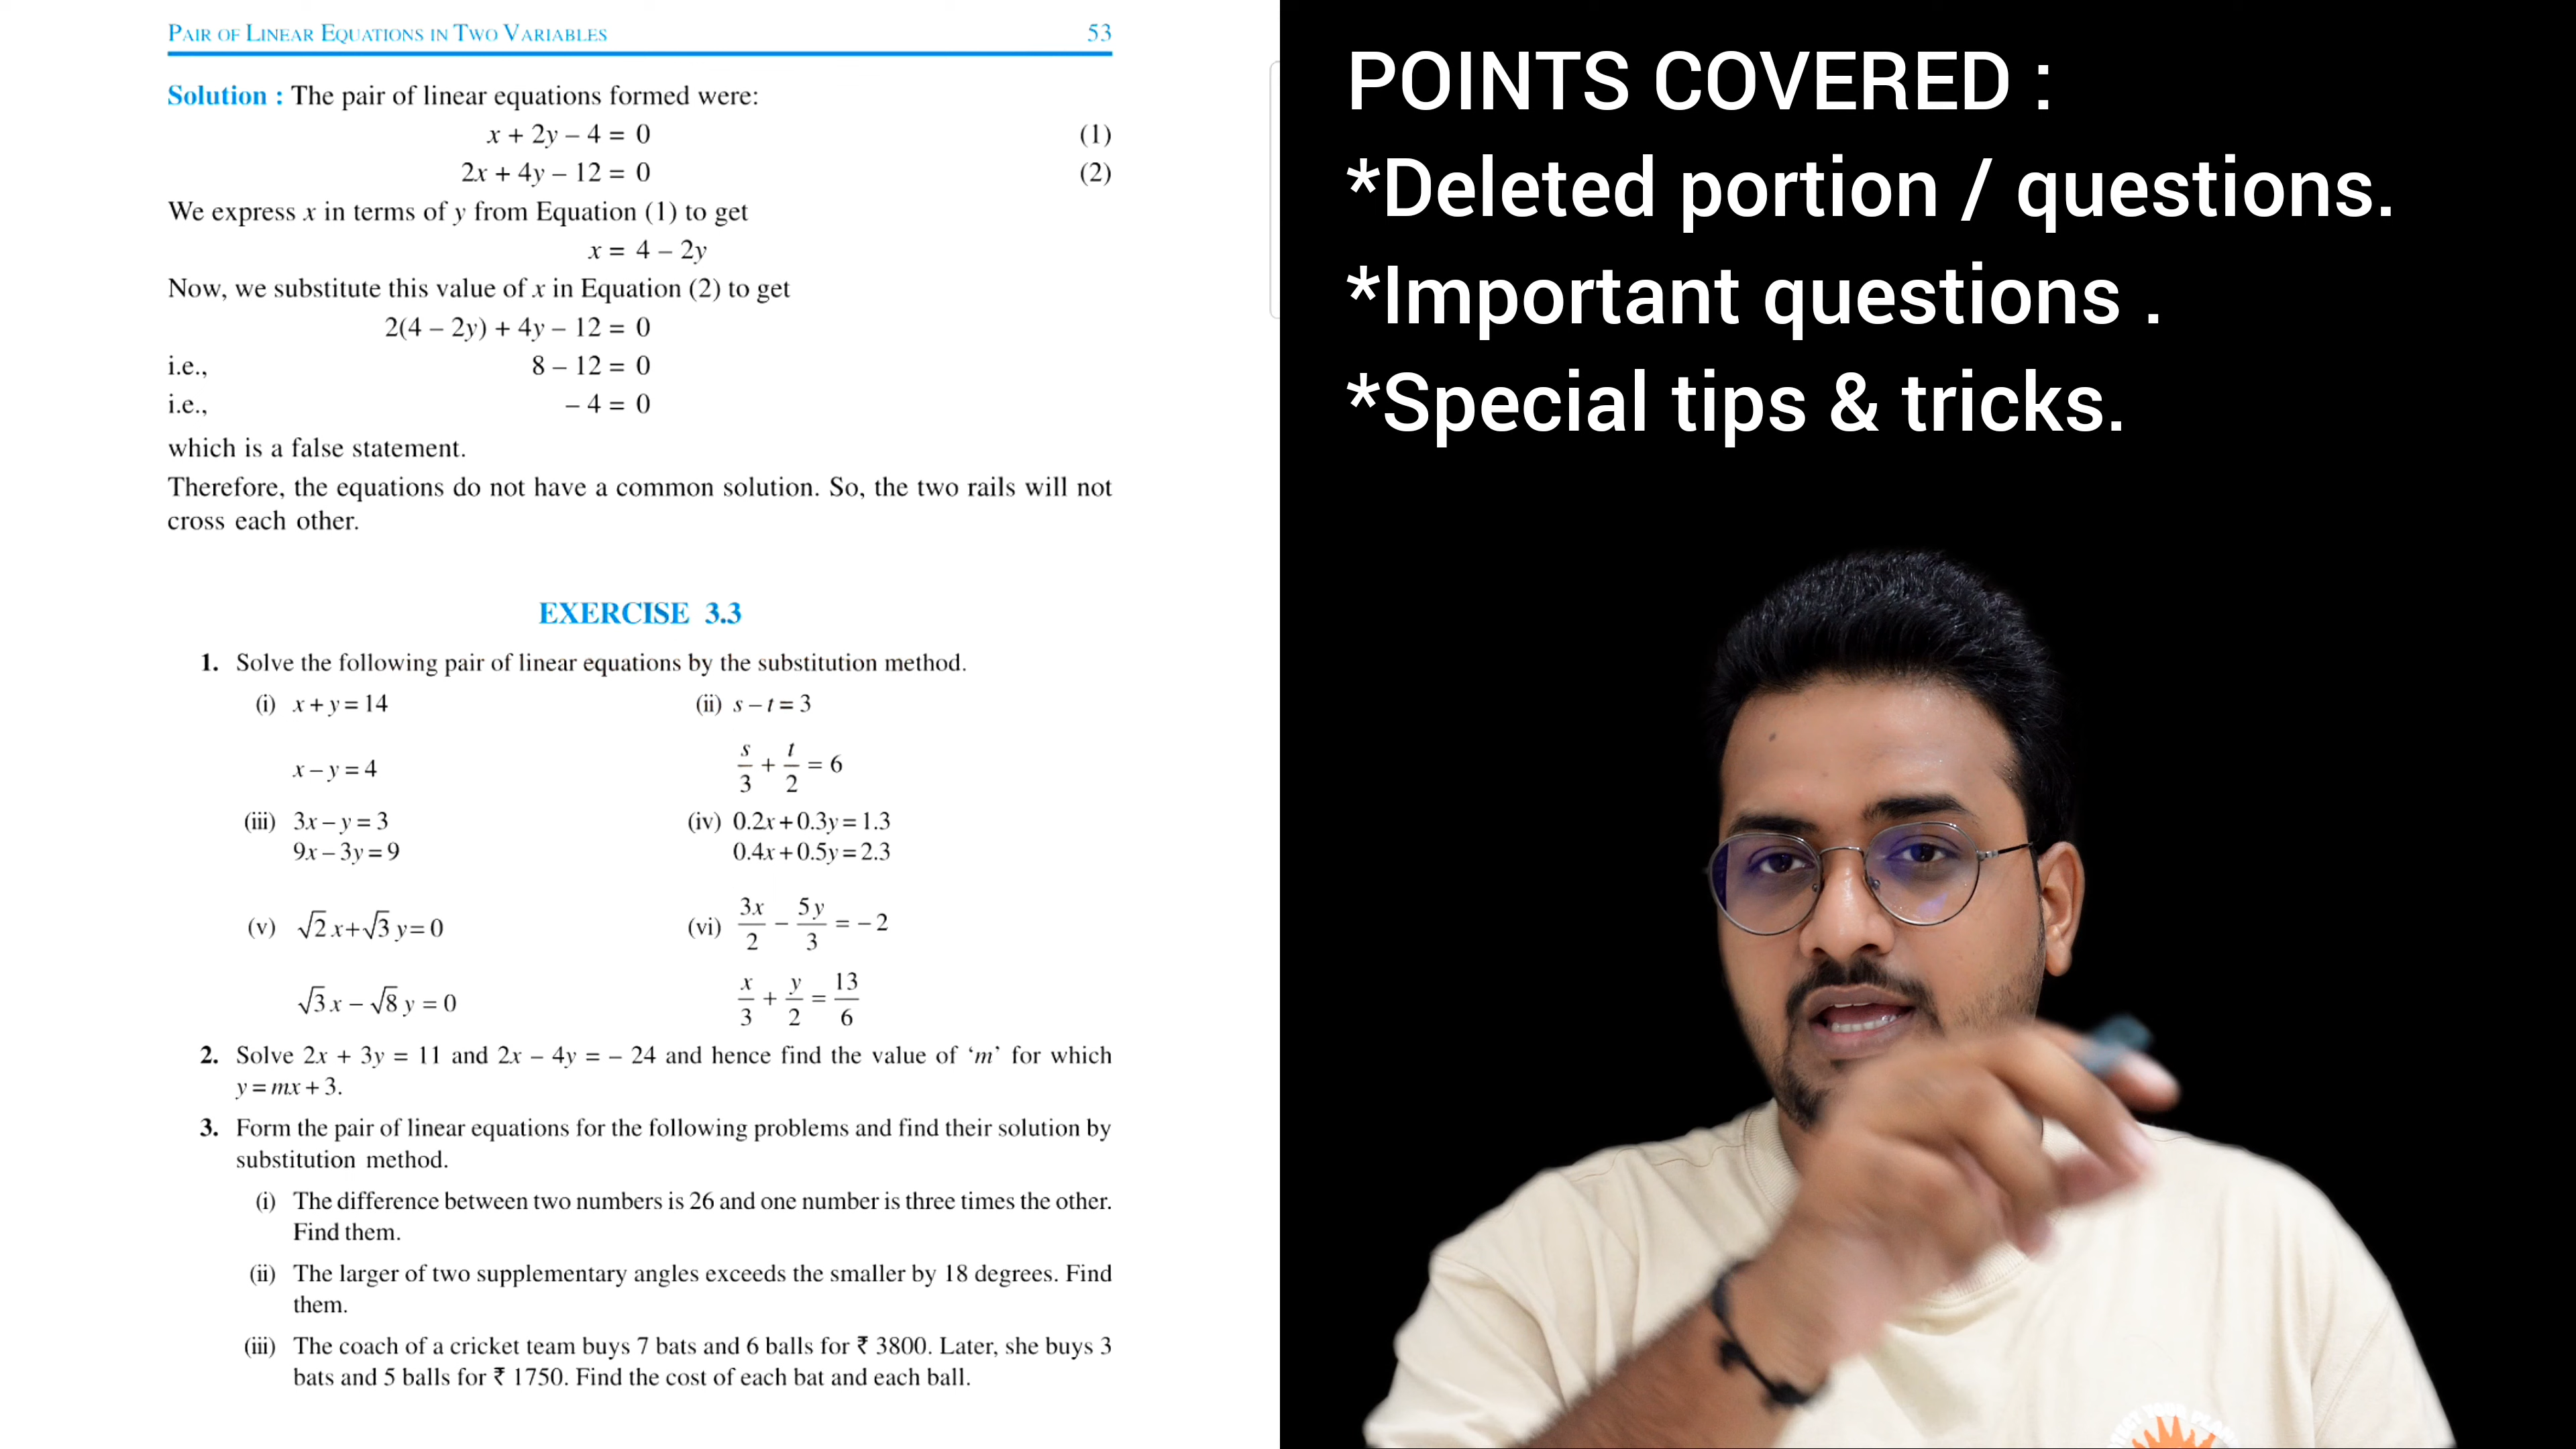 PAIR OF LINEAR EQUATIONS IN TWO VARIABLES 53
Solution : The pair of linear equations formed were:
x + 2y – 4 = 0 (1)
2x + 4y – 12 = 0 (2)
We express x in terms of y from Equation (1) to get
x = 4 – 2y
Now, we substitute this value of x in Equation (2) to get
2(4 – 2y) + 4y – 12 = 0
i.e., 8 – 12 = 0
i.e., – 4 = 0
which is a false statement.
Therefore, the equations do not have a common solution. So, the two rails will not
cross each other.
EXERCISE 3.3
1. Solve the following pair of linear equations by the substitution method.
(i) x + y = 14 (ii) s – t = 3
x – y = 4 s/3 + t/2 = 6
(iii) 3x – y = 3 (iv) 0.2x + 0.3y = 1.3
9x – 3y = 9 0.4x + 0.5y = 2.3
(v) √2 x + √3 y = 0 (vi) 3x/2 – 5y/3 = – 2
√3 x – √8 y = 0 x/3 + y/2 = 13/6
2. Solve 2x + 3y = 11 and 2x – 4y = – 24 and hence find the value of ‘m’ for which
y = mx + 3.
3. Form the pair of linear equations for the following problems and find their solution by
substitution method.
(i) The difference between two numbers is 26 and one number is three times the other.
Find them.
(ii) The larger of two supplementary angles exceeds the smaller by 18 degrees. Find
them.
(iii) The coach of a cricket team buys 7 bats and 6 balls for ₹ 3800. Later, she buys 3
bats and 5 balls for ₹ 1750. Find the cost of each bat and each ball.
POINTS COVERED :
*Deleted portion / questions.
*Important questions .
*Special tips & tricks.